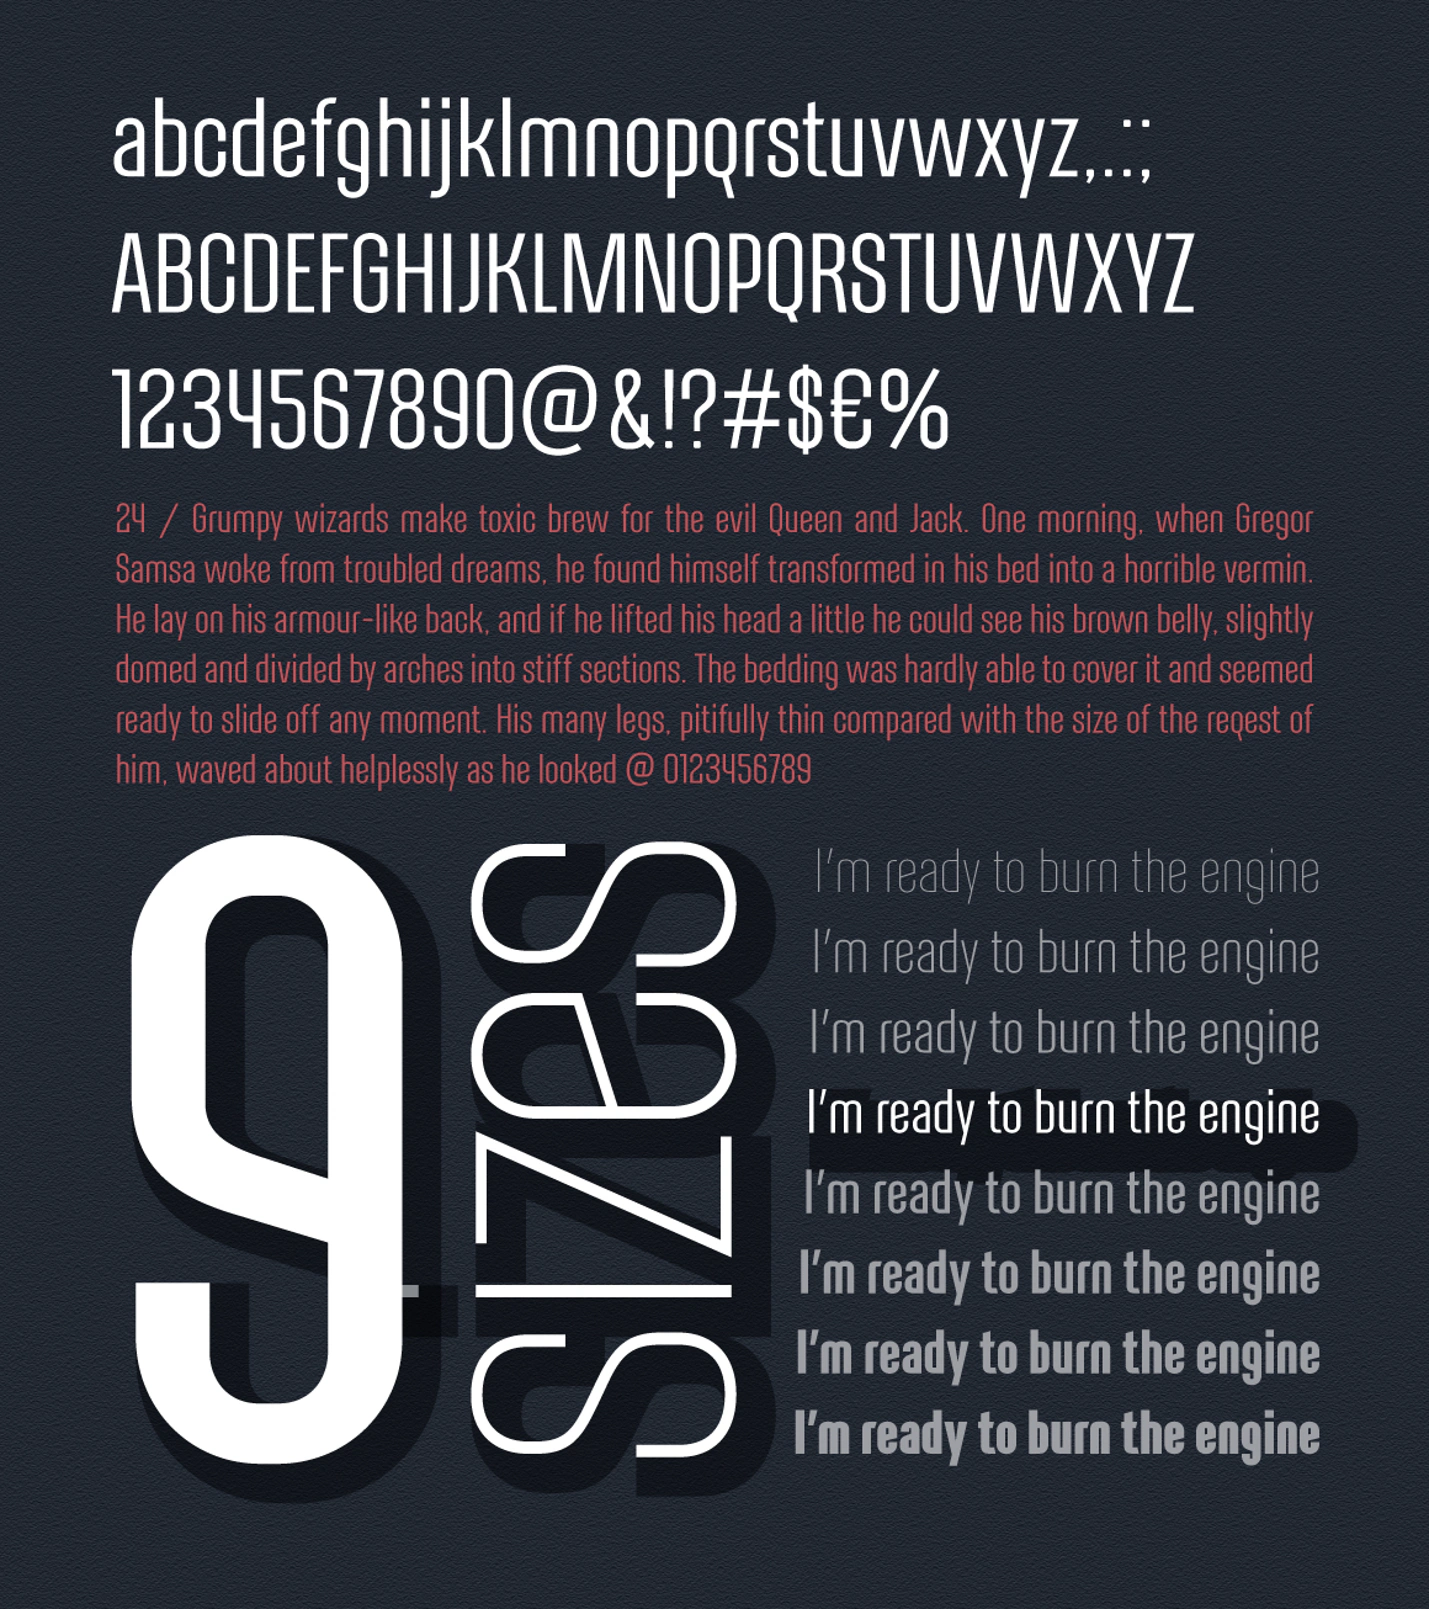 abcdefghijklmnopqrstuvwxyz,.:;
ABCDEFGHIJKLMNOPQRSTUVWXYZ
1234567890@&!?#$€%
24 / Grumpy wizards make toxic brew for the evil Queen and Jack. One morning, when Gregor
Samsa woke from troubled dreams, he found himself transformed in his bed into a horrible vermin.
He lay on his armour-like back, and if he lifted his head a little he could see his brown belly, slightly
domed and divided by arches into stiff sections. The bedding was hardly able to cover it and seemed
ready to slide off any moment. His many legs, pitifully thin compared with the size of the reqest of
him, waved about helplessly as he looked @ 0123456789
9
sizes
I'm ready to burn the engine
I'm ready to burn the engine
I'm ready to burn the engine
I'm ready to burn the engine
I'm ready to burn the engine
I'm ready to burn the engine
I'm ready to burn the engine
I'm ready to burn the engine